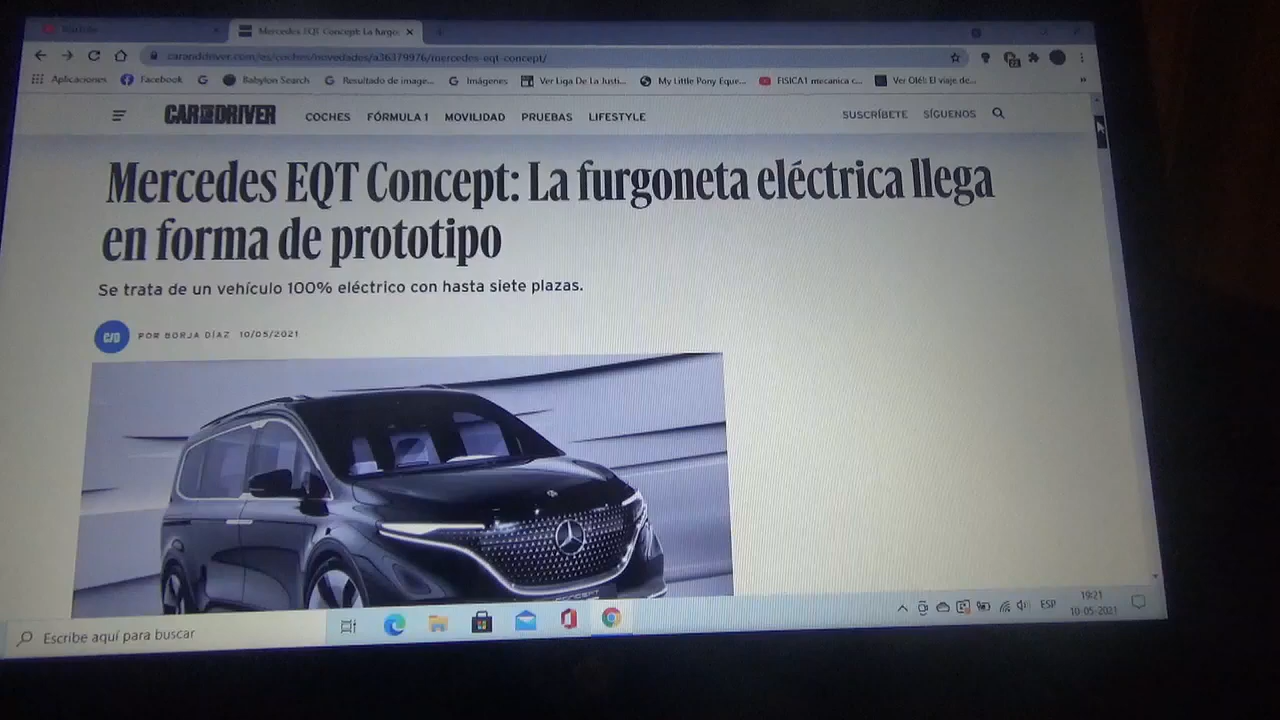 Mercedes EQT Concept: La furgo
caranddriver.com/es/coches/novedades/a36379976/mercedes-eqt-concept/
Aplicaciones Facebook Babylon Search Resultado de image... Imágenes Ver Liga De La Justi... My Little Pony Eque... FISICA1 mecanica c... Ver Olé!: El viaje de...
CAR AND DRIVER COCHES FÓRMULA 1 MOVILIDAD PRUEBAS LIFESTYLE SUSCRÍBETE SÍGUENOS
Mercedes EQT Concept: La furgoneta eléctrica llega
en forma de prototipo
Se trata de un vehículo 100% eléctrico con hasta siete plazas.
C/D POR BORJA DÍAZ 10/05/2021
CONCEPT
Escribe aquí para buscar
ESP
19:21
10-05-2021